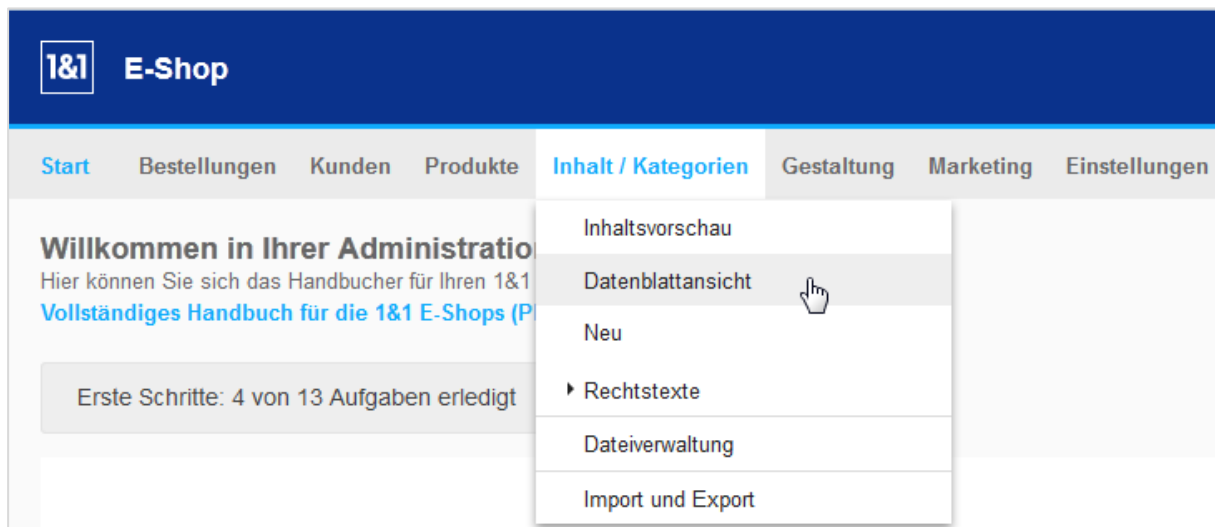 1&1 E-Shop
Start Bestellungen Kunden Produkte Inhalt / Kategorien Gestaltung Marketing Einstellungen
Inhaltsvorschau
Datenblattansicht
Neu
Rechtstexte
Dateiverwaltung
Import und Export
Willkommen in Ihrer Administratio
Hier können Sie sich das Handbucher für Ihren 1&1
Vollständiges Handbuch für die 1&1 E-Shops (P
Erste Schritte: 4 von 13 Aufgaben erledigt